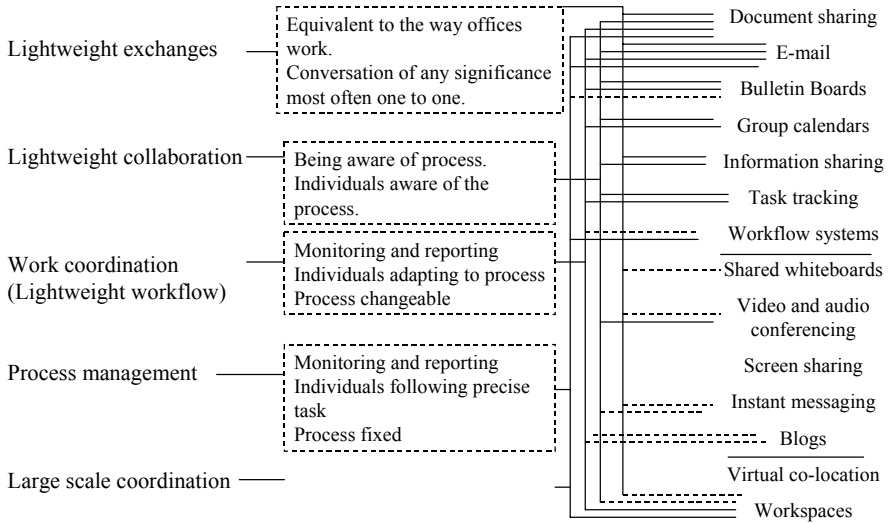 Lightweight exchanges
Equivalent to the way offices
work.
Conversation of any significance
most often one to one.
Lightweight collaboration
Being aware of process.
Individuals aware of the
process.
Work coordination
(Lightweight workflow)
Monitoring and reporting
Individuals adapting to process
Process changeable
Process management
Monitoring and reporting
Individuals following precise
task
Process fixed
Large scale coordination
Document sharing
E-mail
Bulletin Boards
Group calendars
Information sharing
Task tracking
Workflow systems
Shared whiteboards
Video and audio
conferencing
Screen sharing
Instant messaging
Blogs
Virtual co-location
Workspaces